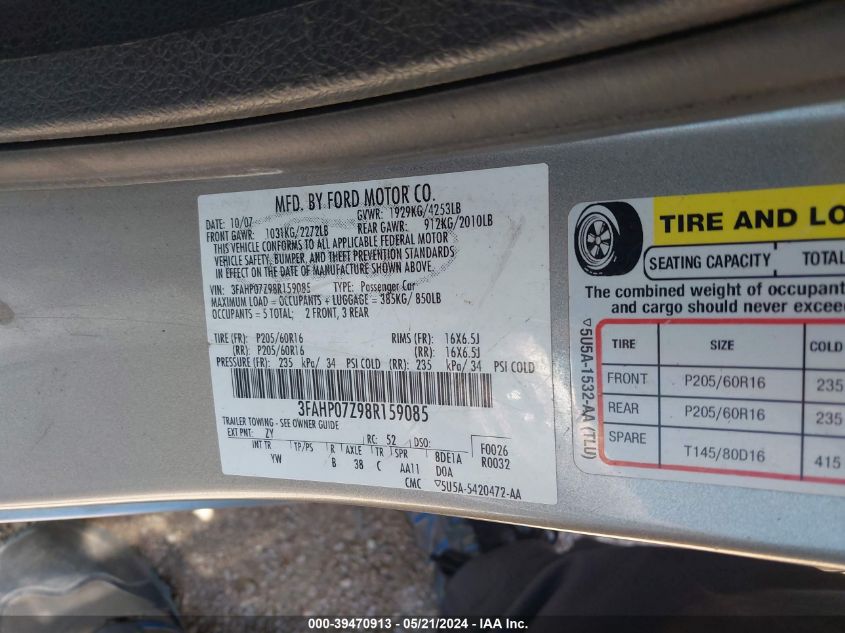 MFD. BY FORD MOTOR CO.
DATE: 10/07 GVWR: 1929KG/4253LB
FRONT GAWR: 1031KG/2272LB REAR GAWR: 912KG/2010LB
THIS VEHICLE CONFORMS TO ALL APPLICABLE FEDERAL MOTOR
VEHICLE SAFETY, BUMPER, AND THEFT PREVENTION STANDARDS
IN EFFECT ON THE DATE OF MANUFACTURE SHOWN ABOVE.
VIN: 3FAHP07Z98R159085 TYPE: Passenger Car
MAXIMUM LOAD = OCCUPANTS + LUGGAGE = 385KG/ 850LB
OCCUPANTS = 5 TOTAL; 2 FRONT, 3 REAR
TIRE (FR): P205/60R16 RIMS (FR): 16X6.5J
(RR): P205/60R16 (RR): 16X6.5J
PRESSURE (FR): 235 kPa/ 34 PSI COLD (RR): 235 kPa/ 34 PSI COLD
3FAHP07Z98R159085
TRAILER TOWING - SEE OWNER GUIDE
EXT PNT: ZY RC: 52 DSO: F0026
INT TR TP/PS R AXLE TR SPR 8DE1A R0032
YW B 38 C AA11 D0A
CMC ▽5U5A-5420472-AA
TIRE AND LO
SEATING CAPACITY TOTAL
The combined weight of occupant
and cargo should never exceed
▽5U5A-1532-AA (TLU)
TIRE SIZE COLD
FRONT P205/60R16 235
REAR P205/60R16 235
SPARE T145/80D16 415
000-39470913 - 05/21/2024 - IAA Inc.